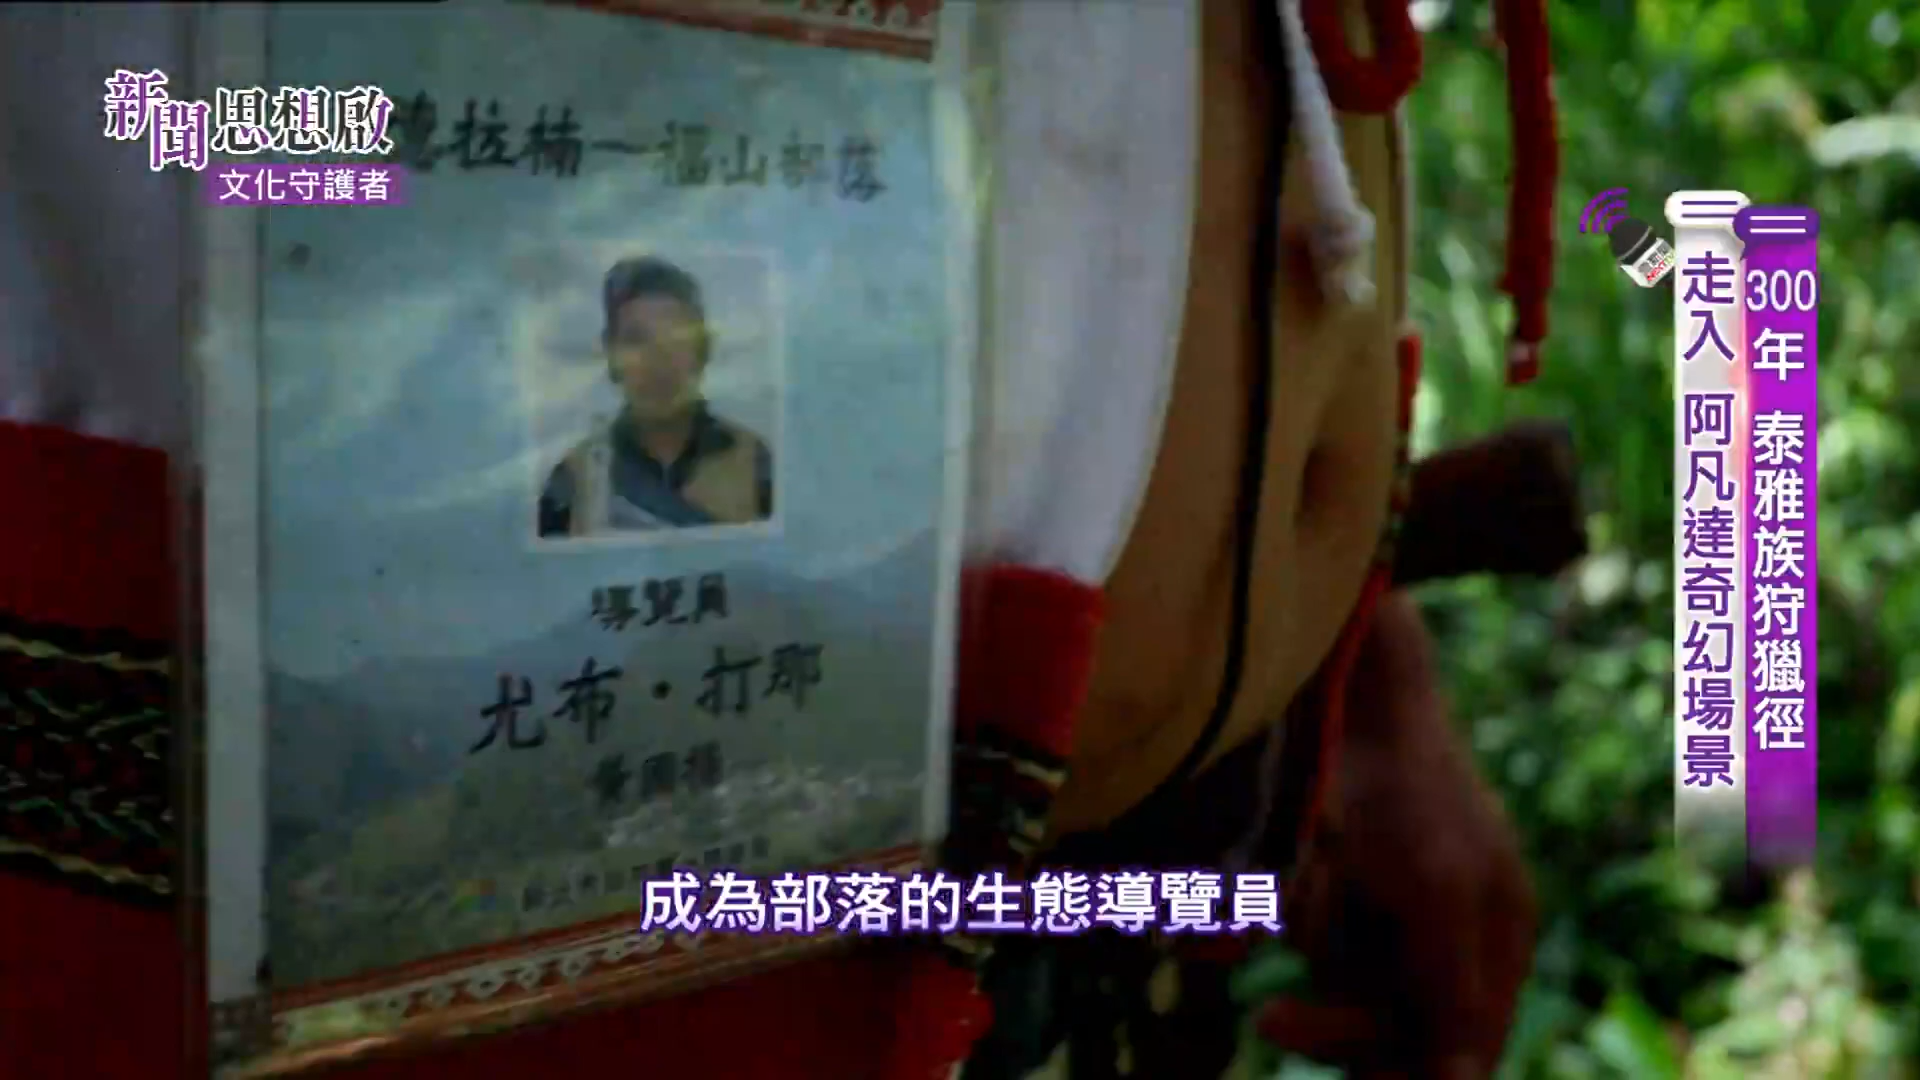 新聞思想啟
文化守護者
德拉楠一福山部落
300年 泰雅族狩獵徑
走入 阿凡達奇幻場景
導覽員
尤布·打那
成為部落的生態導覽員